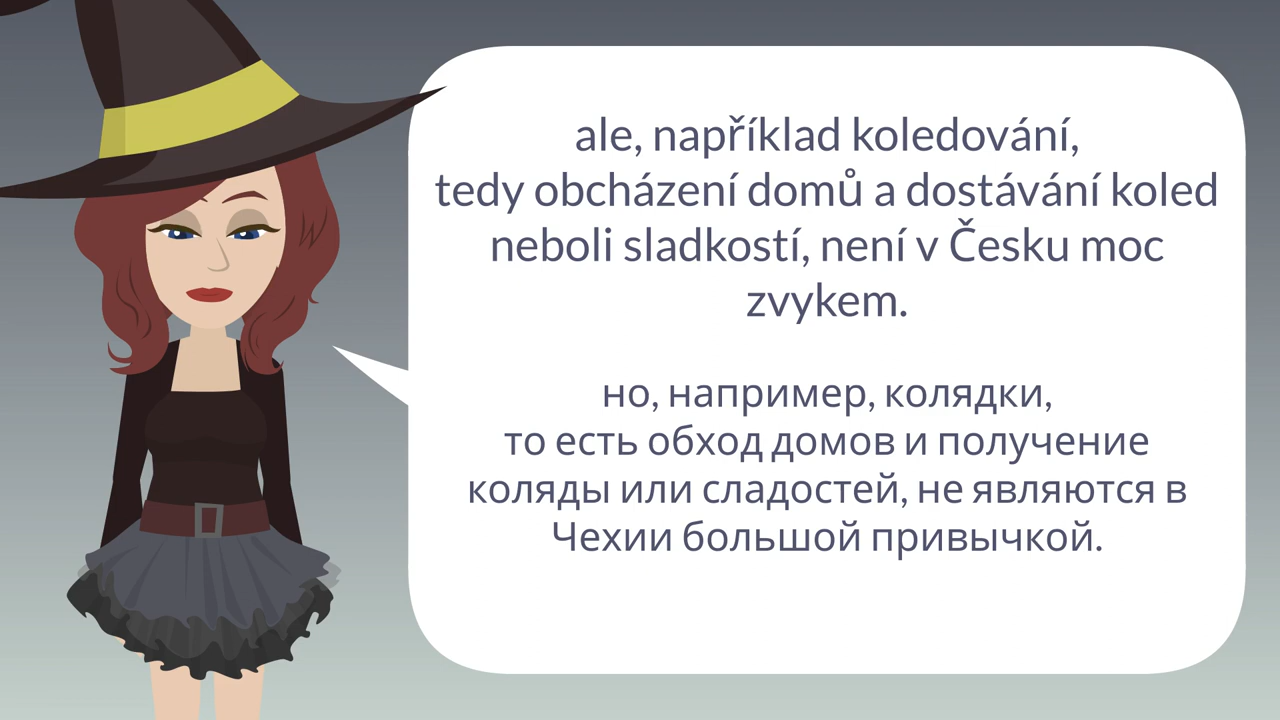 ale, například koledování,
tedy obcházení domů a dostávání koled
neboli sladkostí, není v Česku moc
zvykem.
но, например, колядки,
то есть обход домов и получение
коляды или сладостей, не являются в
Чехии большой привычкой.